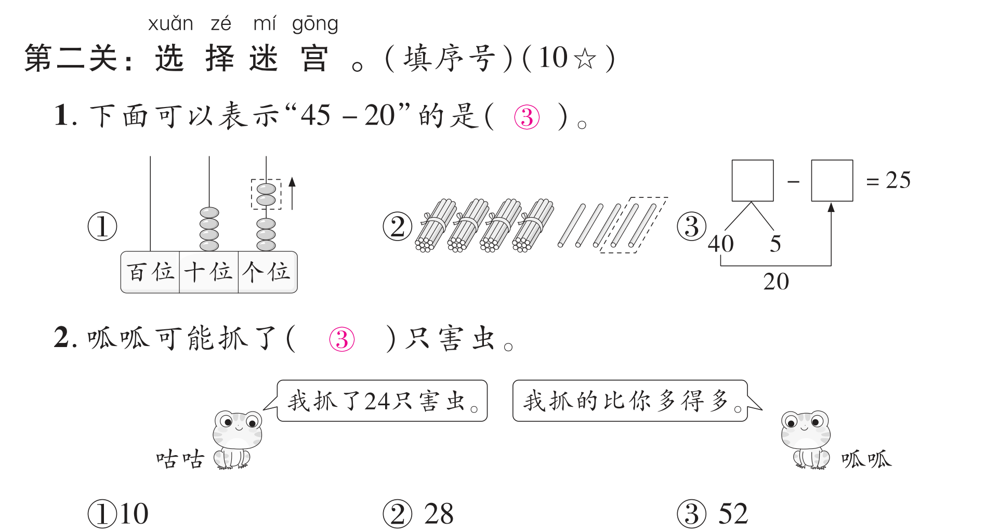 xuǎn zé mí gōng
第二关：选择迷宫。(填序号)(10☆)
1. 下面可以表示“45－20”的是( ③ )。
□ － □ ＝25
① ② ③ 40 5
百位 十位 个位
20
2. 呱呱可能抓了( ③ )只害虫。
我抓了24只害虫。 我抓的比你多得多。
咕咕 呱呱
①10 ② 28 ③ 52